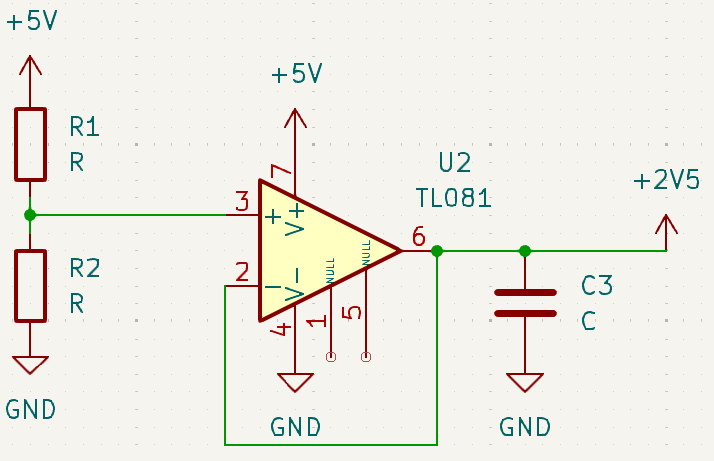 +5V
R1
R
R2
R
GND
+5V
7
3
+
V+
2
-
V-
NULL
NULL
4
1
5
6
U2
TL081
GND
+2V5
C3
C
GND